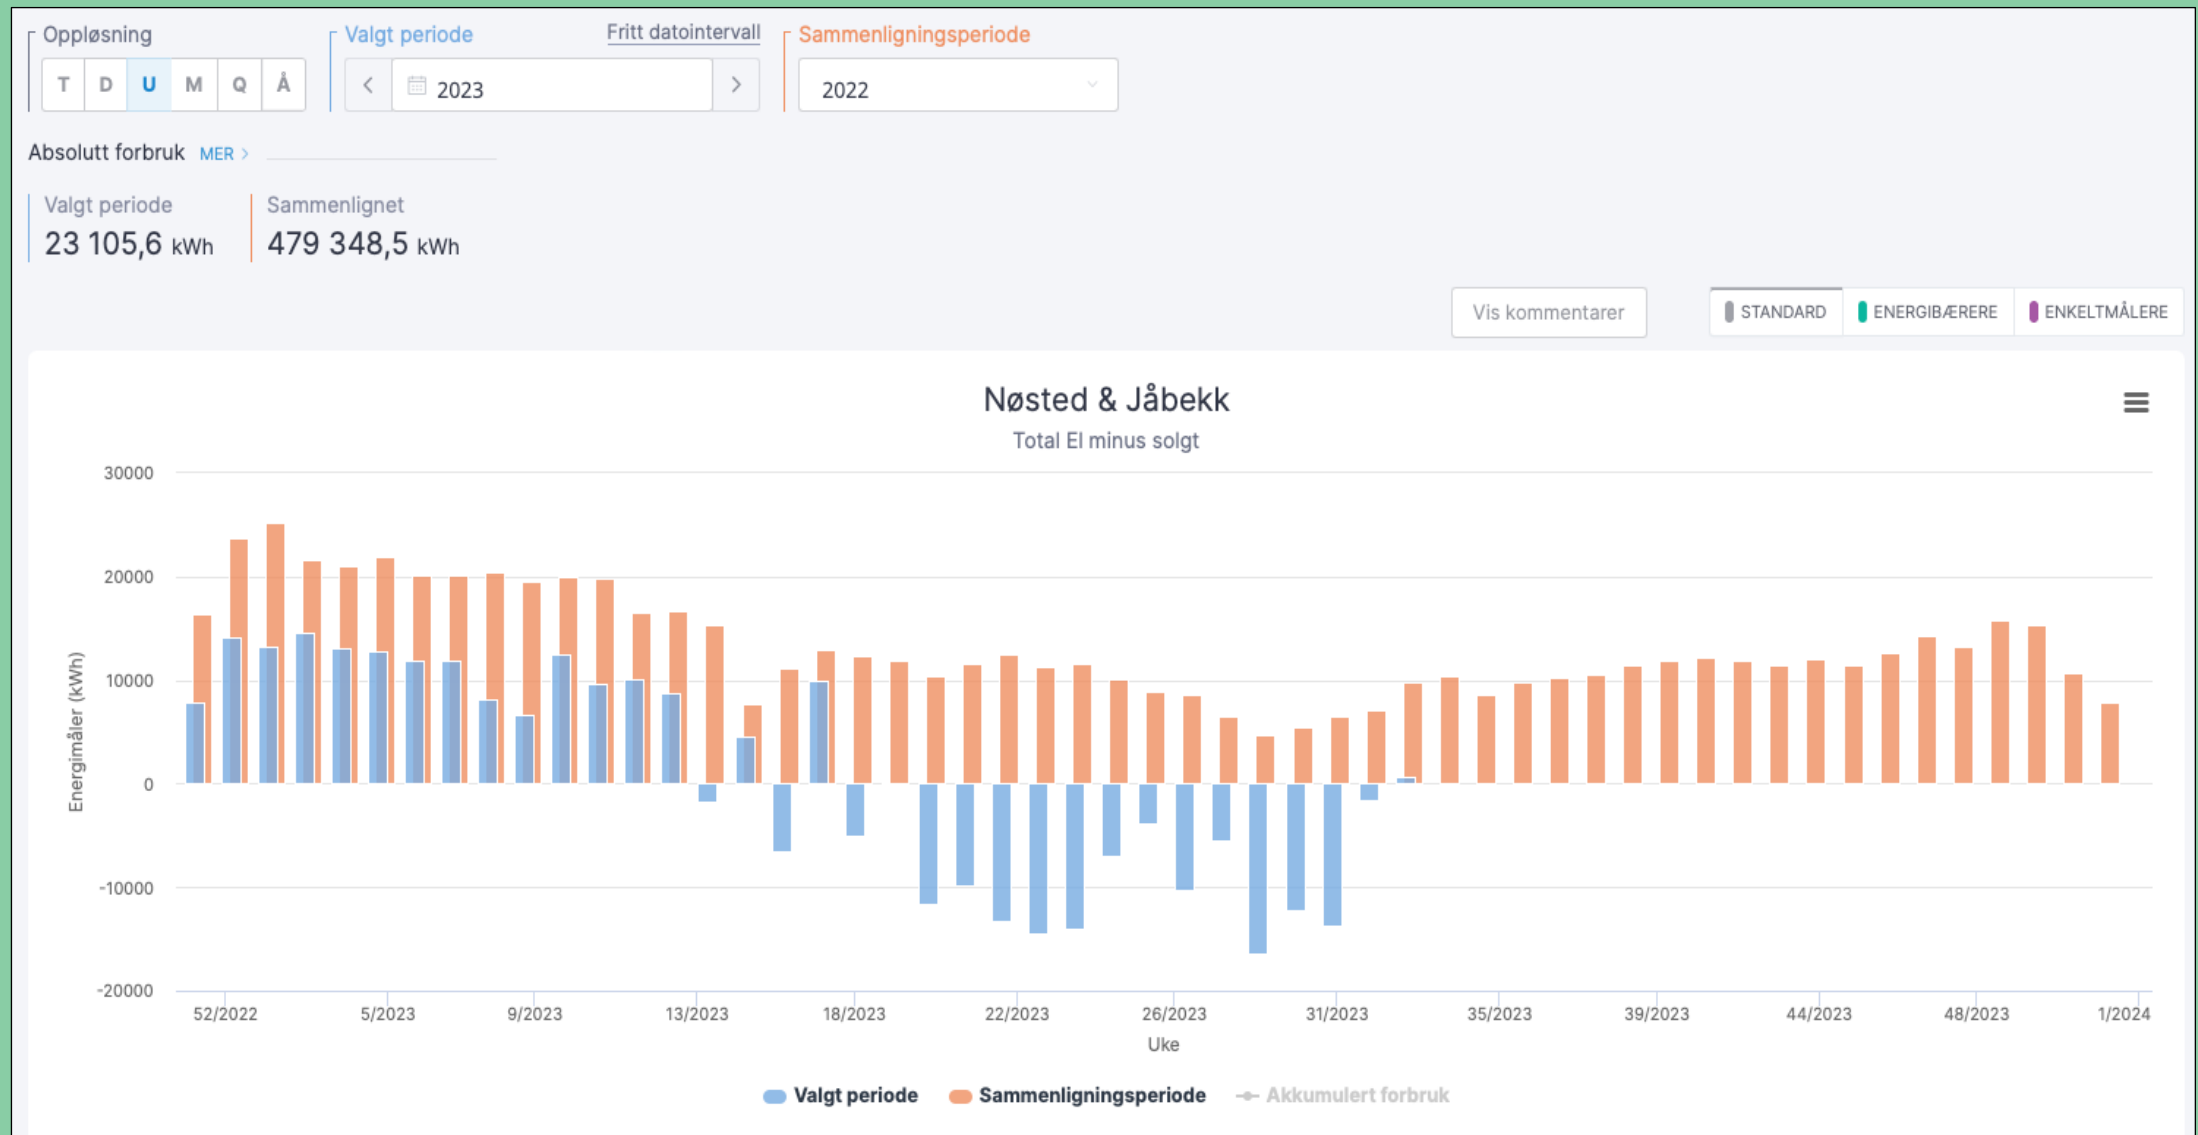 Oppløsning
Valgt periode
Fritt datointervall
Sammenligningsperiode
T D U M Q Å
2023
2022
Absolutt forbruk MER
Valgt periode
Sammenlignet
23 105,6 kWh
479 348,5 kWh
Vis kommentarer
STANDARD
ENERGIBÆRERE
ENKELTMÅLERE
Nøsted & Jåbekk
Total El minus solgt
Energimåler (kWh)
30000
20000
10000
0
-10000
-20000
52/2022 5/2023 9/2023 13/2023 18/2023 22/2023 26/2023 31/2023 35/2023 39/2023 44/2023 48/2023 1/2024
Uke
Valgt periode
Sammenligningsperiode
Akkumulert forbruk